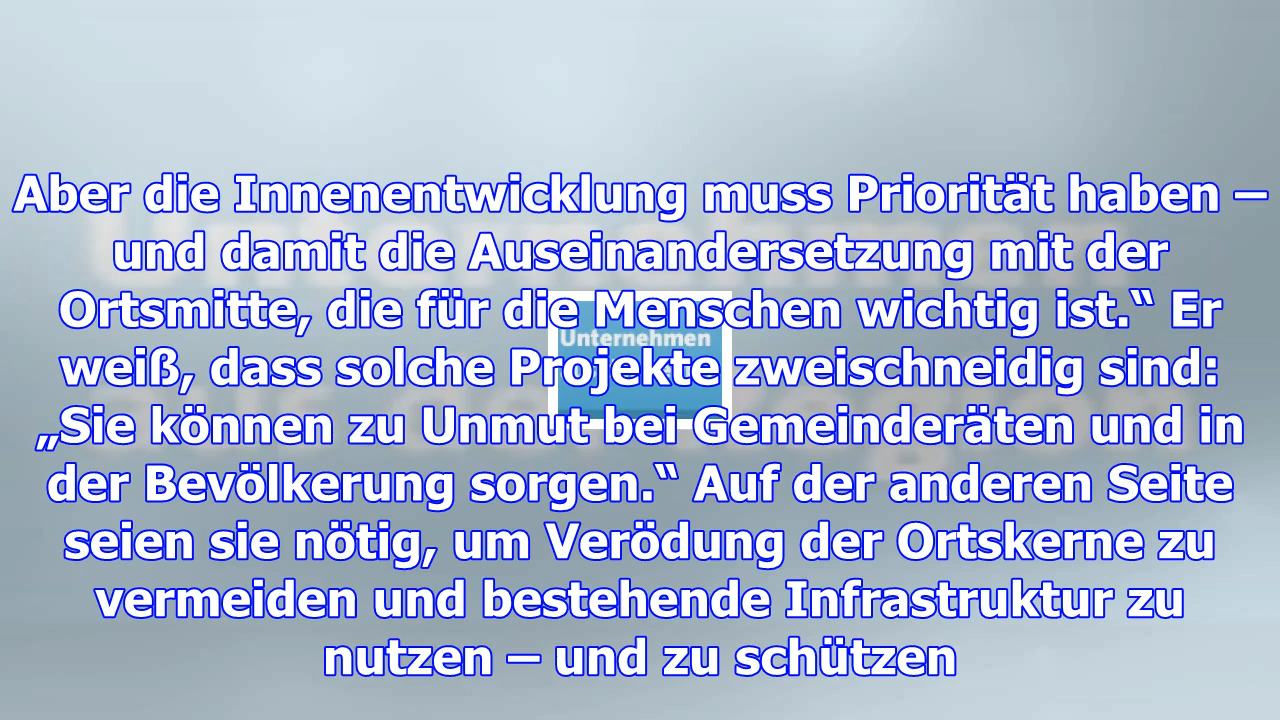 Aber die Innenentwicklung muss Priorität haben –
und damit die Auseinandersetzung mit der
Ortsmitte, die für die Menschen wichtig ist.“ Er
Unternehmen
weiß, dass solche Projekte zweischneidig sind:
„Sie können zu Unmut bei Gemeinderäten und in
der Bevölkerung sorgen.“ Auf der anderen Seite
seien sie nötig, um Verödung der Ortskerne zu
vermeiden und bestehende Infrastruktur zu
nutzen – und zu schützen